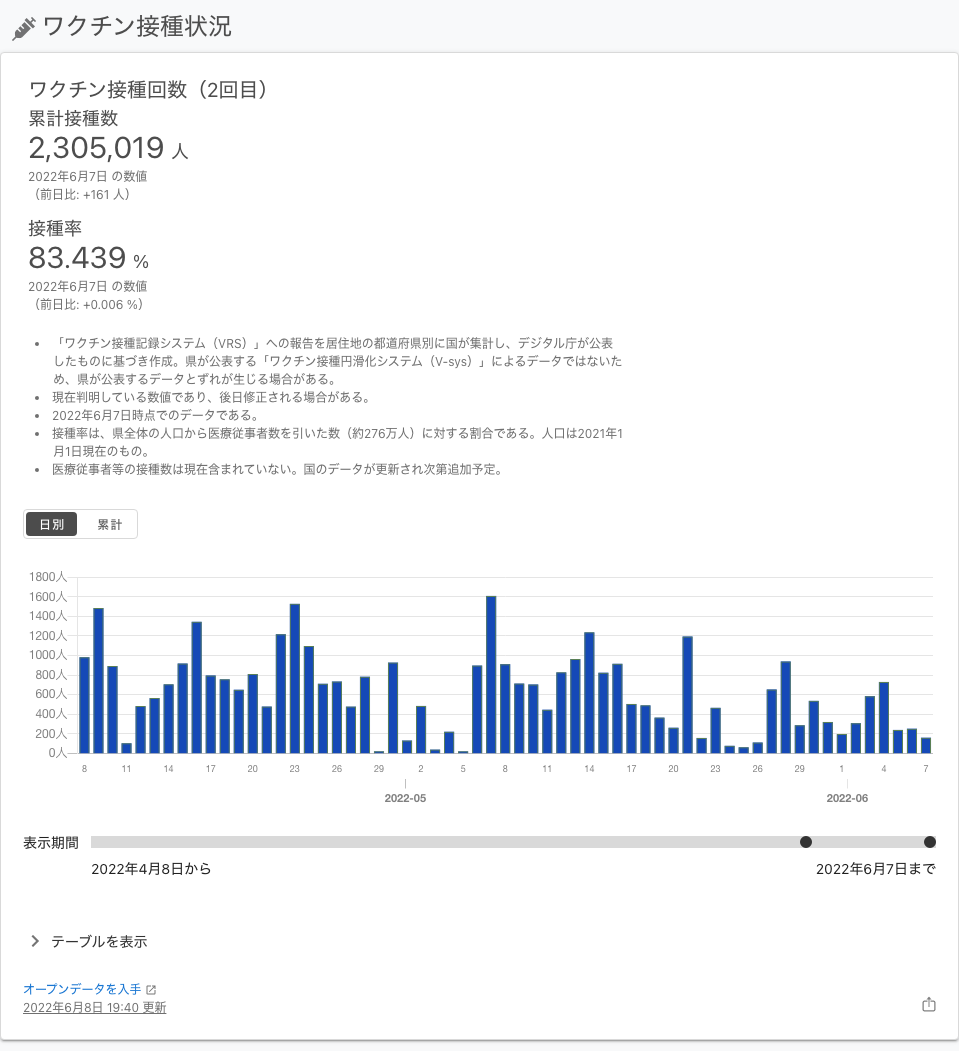 ワクチン接種状況
ワクチン接種回数（2回目）
累計接種数
2,305,019 人
2022年6月7日 の数値
（前日比: +161 人）
接種率
83.439 %
2022年6月7日 の数値
（前日比: +0.006 %）
• 「ワクチン接種記録システム（VRS）」への報告を居住地の都道府県別に国が集計し、デジタル庁が公表
したものに基づき作成。県が公表する「ワクチン接種円滑化システム（V-sys）」によるデータではないた
め、県が公表するデータとずれが生じる場合がある。
• 現在判明している数値であり、後日修正される場合がある。
• 2022年6月7日時点でのデータである。
• 接種率は、県全体の人口から医療従事者数を引いた数（約276万人）に対する割合である。人口は2021年1
月1日現在のもの。
• 医療従事者等の接種数は現在含まれていない。国のデータが更新され次第追加予定。
日別 累計
1800人
1600人
1400人
1200人
1000人
800人
600人
400人
200人
0人
8 11 14 17 20 23 26 29 2 5 8 11 14 17 20 23 26 29 1 4 7
2022-05 2022-06
表示期間
2022年4月8日から 2022年6月7日まで
テーブルを表示
オープンデータを入手
2022年6月8日 19:40 更新